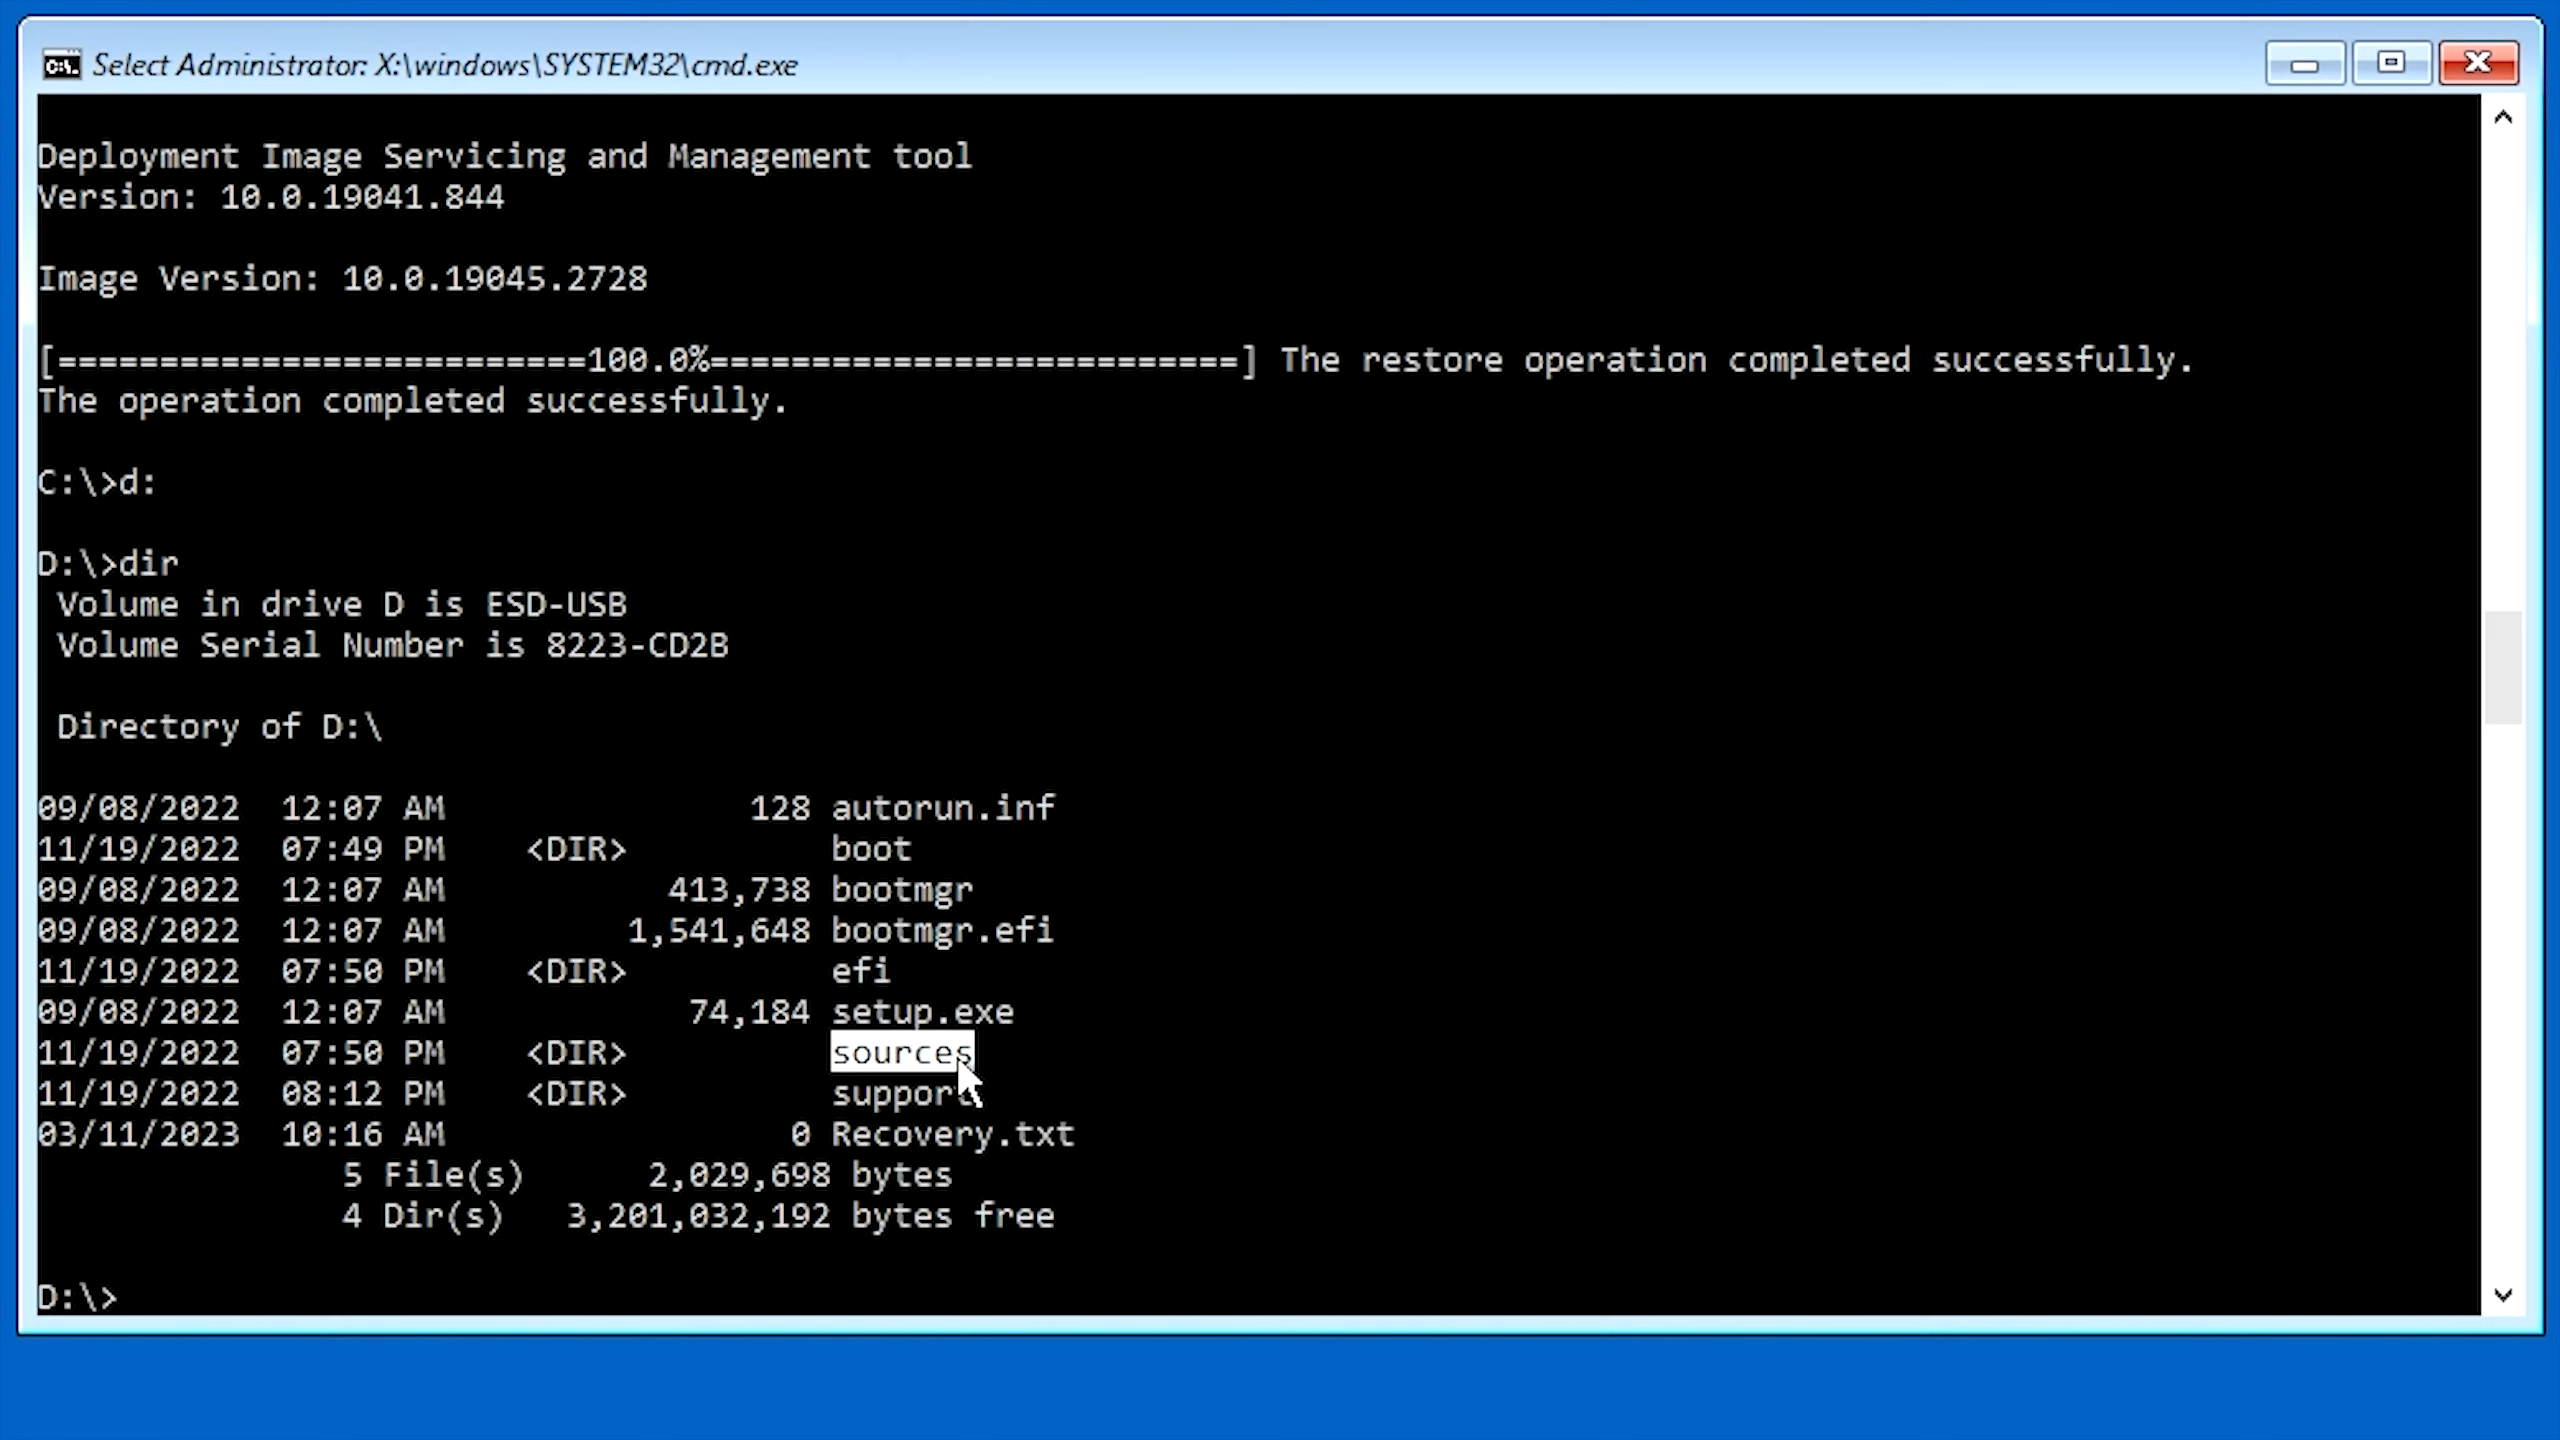 Select Administrator: X:\windows\SYSTEM32\cmd.exe
Deployment Image Servicing and Management tool
Version: 10.0.19041.844
Image Version: 10.0.19045.2728
[==========================100.0%==========================] The restore operation completed successfully.
The operation completed successfully.
C:\>d:
D:\>dir
Volume in drive D is ESD-USB
Volume Serial Number is 8223-CD2B
Directory of D:\
09/08/2022  12:07 AM               128 autorun.inf
11/19/2022  07:49 PM    <DIR>          boot
09/08/2022  12:07 AM           413,738 bootmgr
09/08/2022  12:07 AM         1,541,648 bootmgr.efi
11/19/2022  07:50 PM    <DIR>          efi
09/08/2022  12:07 AM            74,184 setup.exe
11/19/2022  07:50 PM    <DIR>          sources
11/19/2022  08:12 PM    <DIR>          support
03/11/2023  10:16 AM                 0 Recovery.txt
5 File(s)      2,029,698 bytes
4 Dir(s)   3,201,032,192 bytes free
D:\>